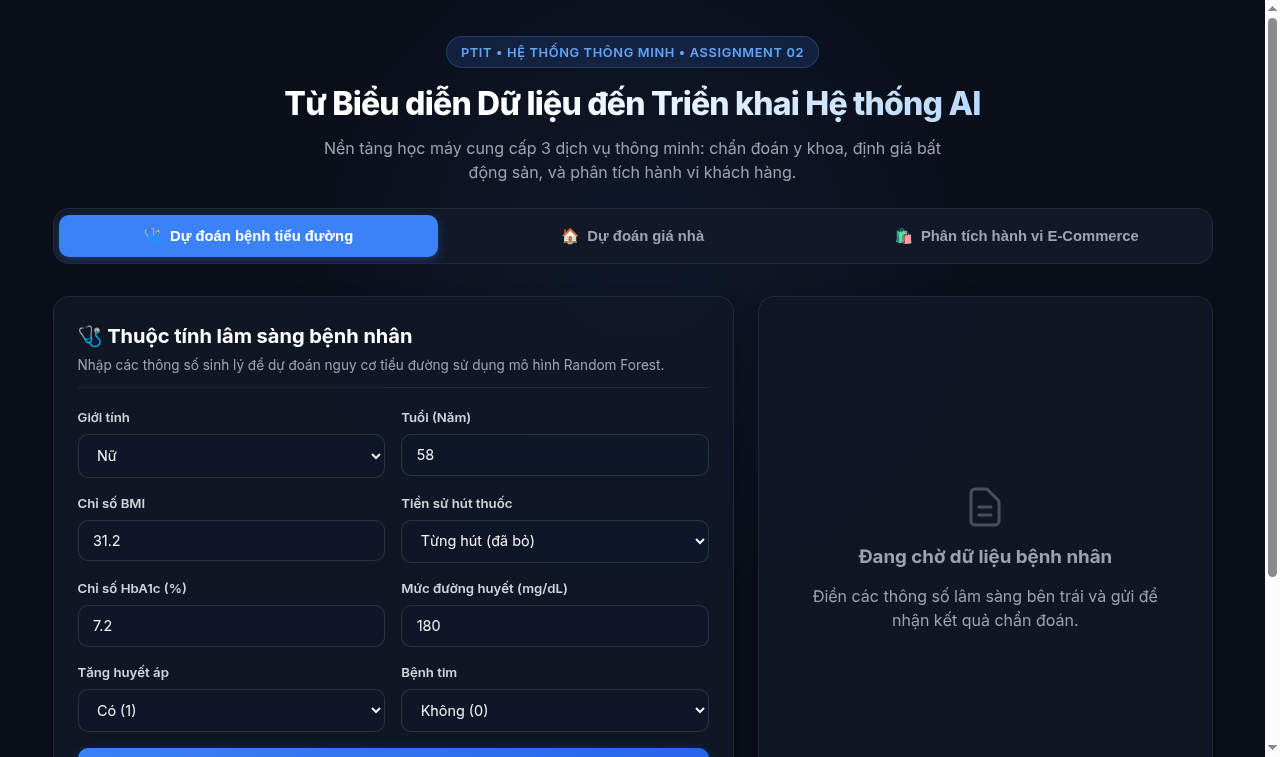 PTIT • HỆ THỐNG THÔNG MINH • ASSIGNMENT 02
Từ Biểu diễn Dữ liệu đến Triển khai Hệ thống AI
Nền tảng học máy cung cấp 3 dịch vụ thông minh: chẩn đoán y khoa, định giá bất
động sản, và phân tích hành vi khách hàng.
Dự đoán bệnh tiểu đường
Dự đoán giá nhà
Phân tích hành vi E-Commerce
Thuộc tính lâm sàng bệnh nhân
Nhập các thông số sinh lý để dự đoán nguy cơ tiểu đường sử dụng mô hình Random Forest.
Giới tính
Nữ
Tuổi (Năm)
58
Chỉ số BMI
31.2
Tiền sử hút thuốc
Từng hút (đã bỏ)
Chỉ số HbA1c (%)
7.2
Mức đường huyết (mg/dL)
180
Tăng huyết áp
Có (1)
Bệnh tim
Không (0)
Đang chờ dữ liệu bệnh nhân
Điền các thông số lâm sàng bên trái và gửi để
nhận kết quả chẩn đoán.